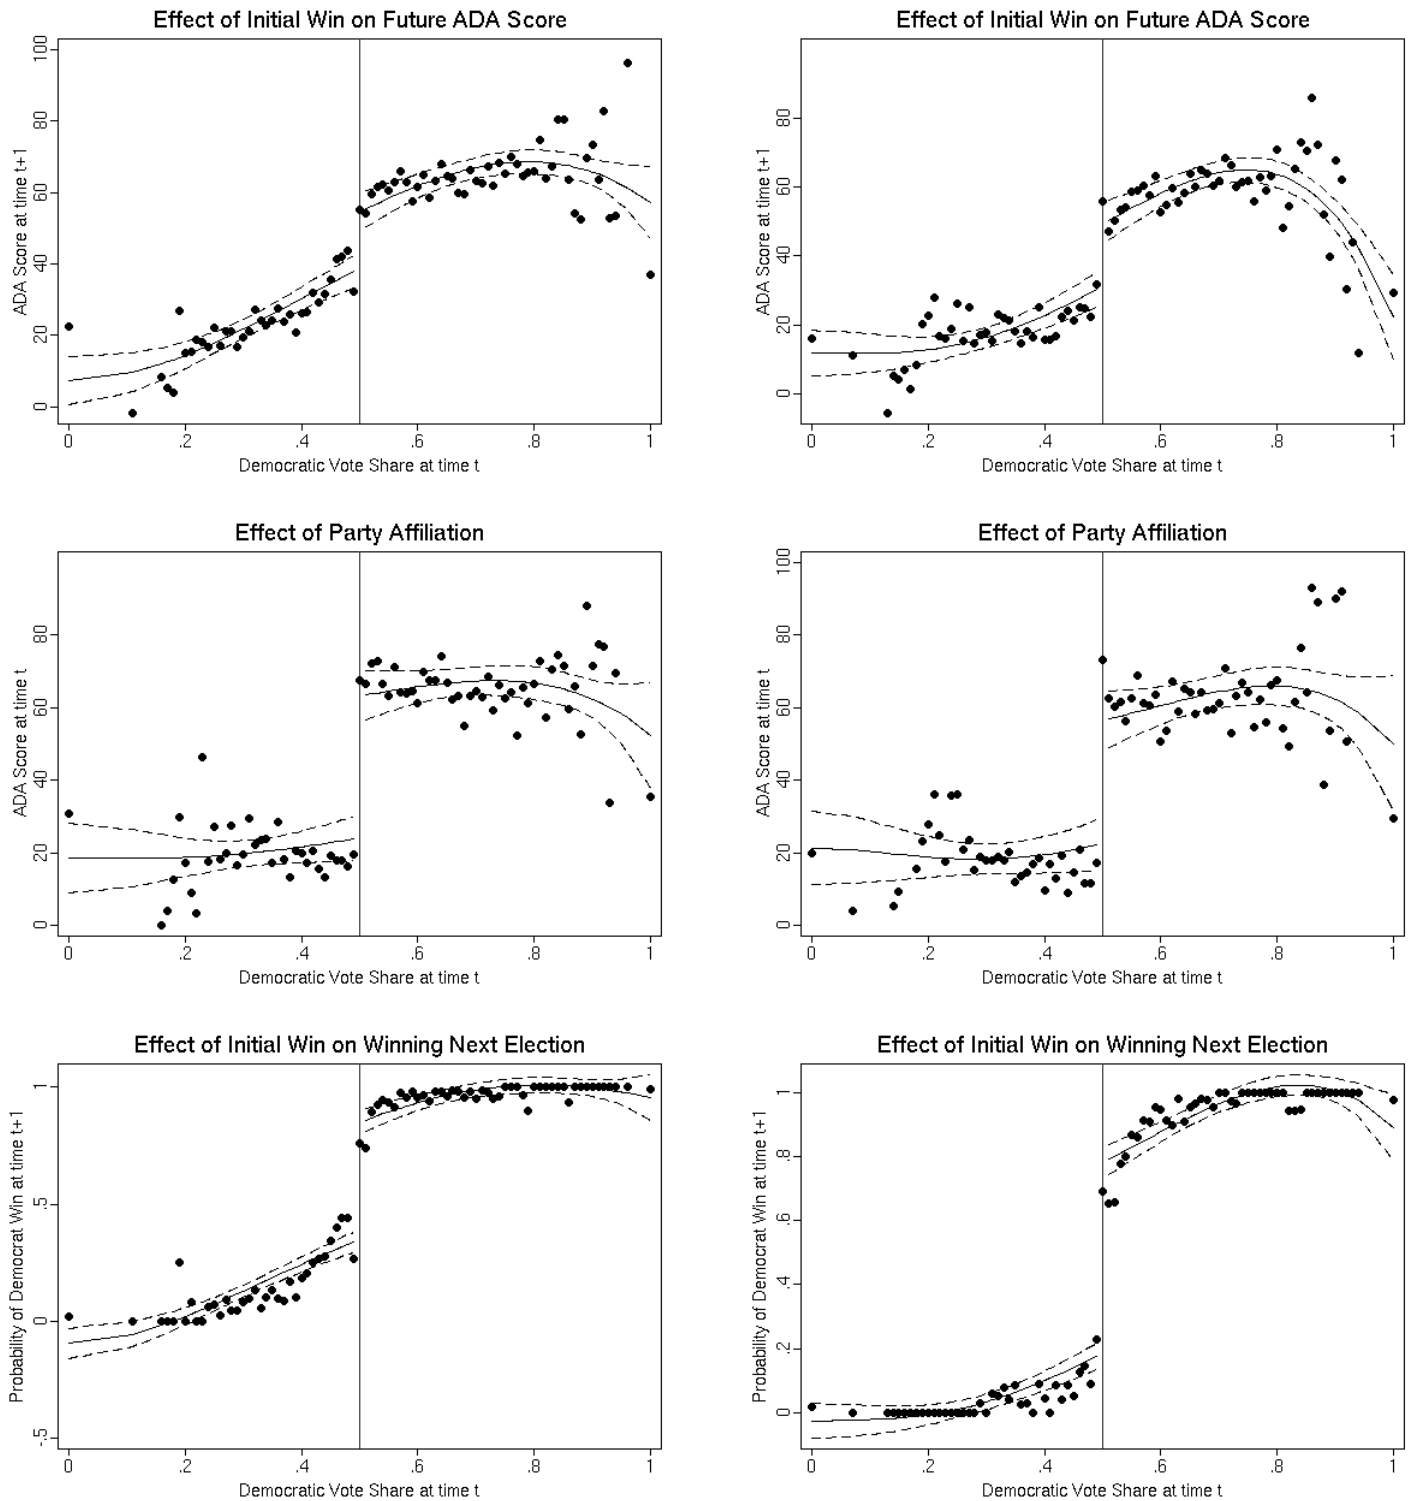 Effect of Initial Win on Future ADA Score
ADA Score at time t+1
100
80
60
40
20
0
0 .2 .4 .6 .8 1
Democratic Vote Share at time t
Effect of Initial Win on Future ADA Score
ADA Score at time t+1
80
60
40
20
0
0 .2 .4 .6 .8 1
Democratic Vote Share at time t
Effect of Party Affiliation
ADA Score at time t
80
60
40
20
0
0 .2 .4 .6 .8 1
Democratic Vote Share at time t
Effect of Party Affiliation
ADA Score at time t
100
80
60
40
20
0
0 .2 .4 .6 .8 1
Democratic Vote Share at time t
Effect of Initial Win on Winning Next Election
Probability of Democrat Win at time t+1
1
.5
0
-.5
0 .2 .4 .6 .8 1
Democratic Vote Share at time t
Effect of Initial Win on Winning Next Election
Probability of Democrat Win at time t+1
1
.8
.6
.4
.2
0
0 .2 .4 .6 .8 1
Democratic Vote Share at time t